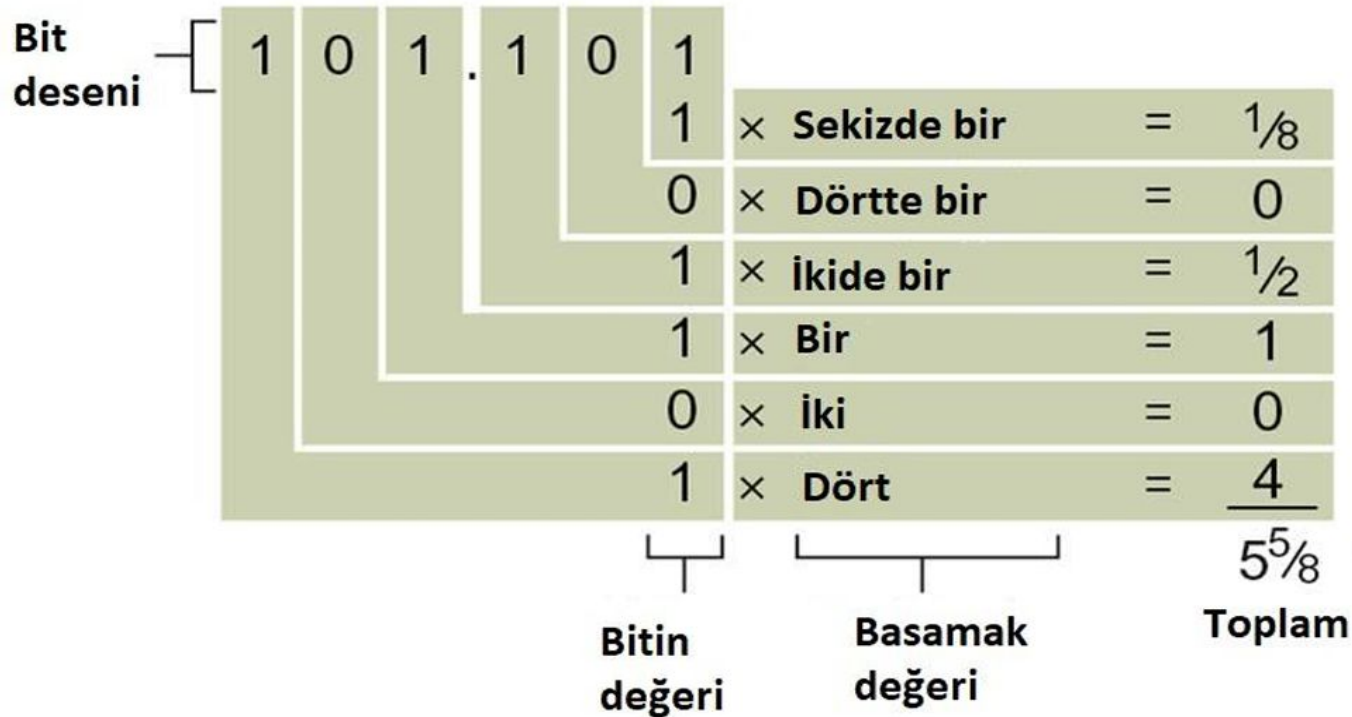 Bit deseni
1 0 1 . 1 0 1
1 × Sekizde bir = 1/8
0 × Dörtte bir = 0
1 × İkide bir = 1/2
1 × Bir = 1
0 × İki = 0
1 × Dört = 4
5 5/8
Toplam
Bitin değeri
Basamak değeri